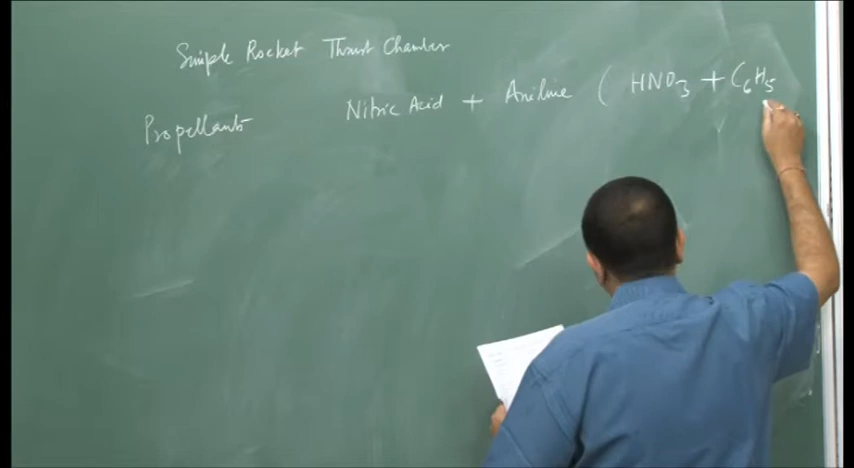 Simple Rocket Thrust Chamber
Propellants Nitric Acid + Aniline ( HNO3 + C6H5